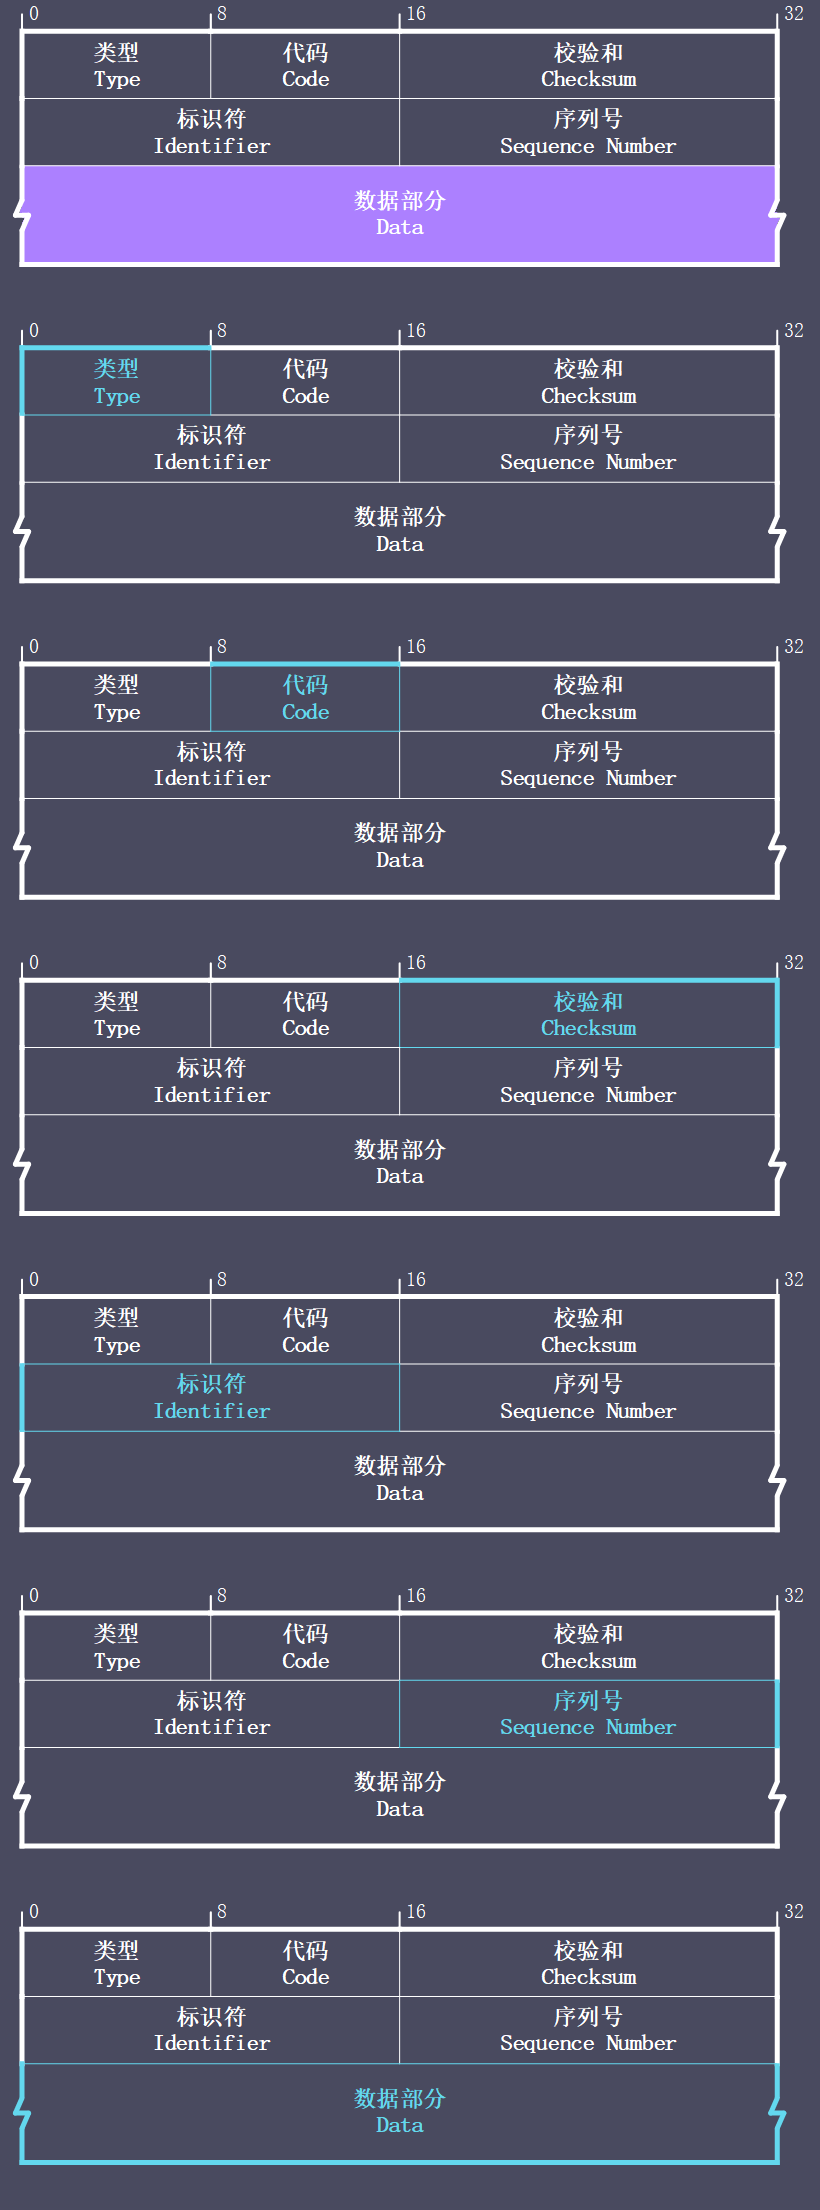 0 8 16 32
类型 代码 校验和
Type Code Checksum
标识符 序列号
Identifier Sequence Number
数据部分
Data
0 8 16 32
类型 代码 校验和
Type Code Checksum
标识符 序列号
Identifier Sequence Number
数据部分
Data
0 8 16 32
类型 代码 校验和
Type Code Checksum
标识符 序列号
Identifier Sequence Number
数据部分
Data
0 8 16 32
类型 代码 校验和
Type Code Checksum
标识符 序列号
Identifier Sequence Number
数据部分
Data
0 8 16 32
类型 代码 校验和
Type Code Checksum
标识符 序列号
Identifier Sequence Number
数据部分
Data
0 8 16 32
类型 代码 校验和
Type Code Checksum
标识符 序列号
Identifier Sequence Number
数据部分
Data
0 8 16 32
类型 代码 校验和
Type Code Checksum
标识符 序列号
Identifier Sequence Number
数据部分
Data